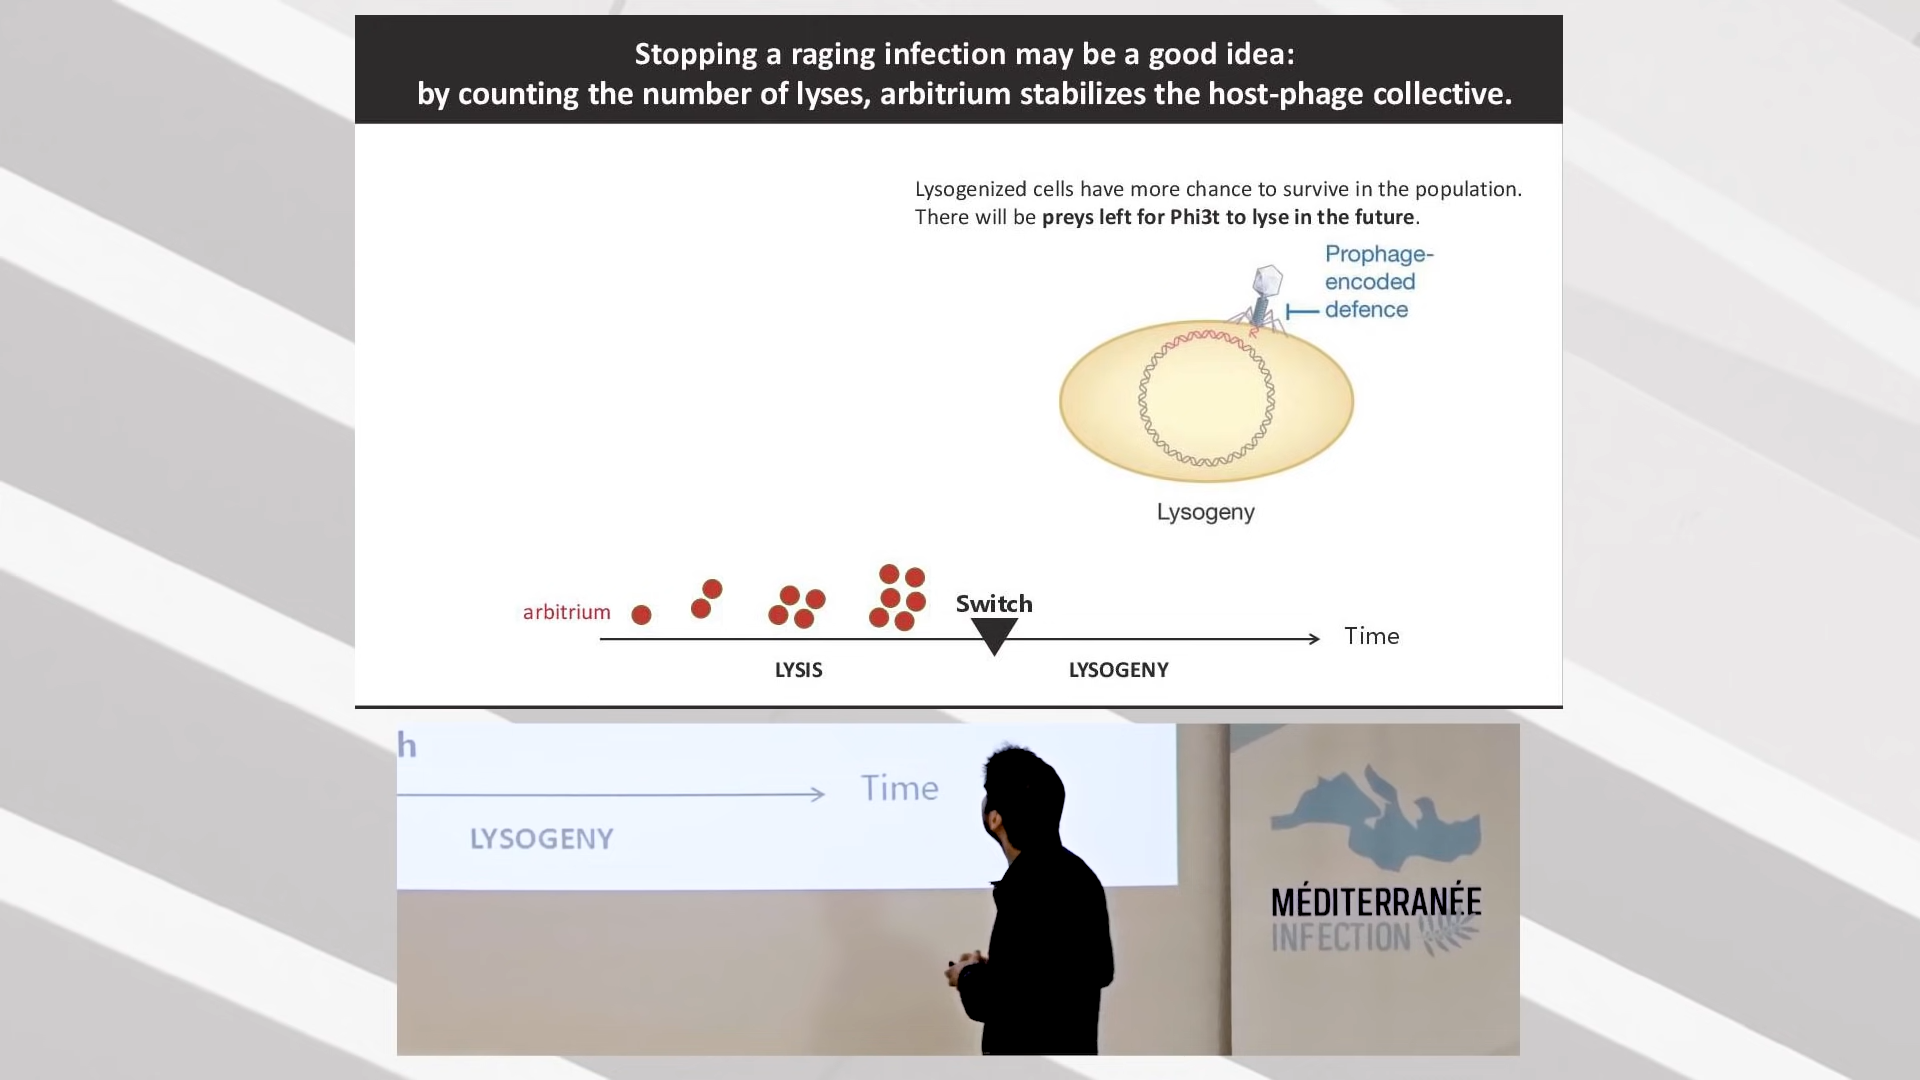 Stopping a raging infection may be a good idea:
by counting the number of lyses, arbitrium stabilizes the host-phage collective.
Lysogenized cells have more chance to survive in the population.
There will be preys left for Phi3t to lyse in the future.
Prophage-
encoded
defence
Lysogeny
arbitrium
Switch
Time
LYSIS
LYSOGENY
h
Time
LYSOGENY
MÉDITERRANÉE
INFECTION